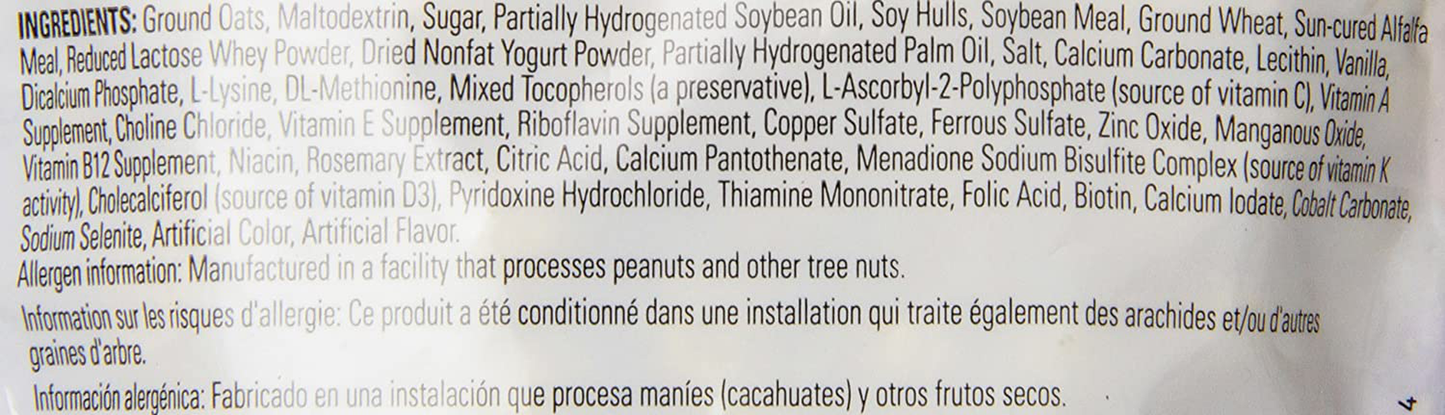 INGREDIENTS: Ground Oats, Maltodextrin, Sugar, Partially Hydrogenated Soybean Oil, Soy Hulls, Soybean Meal, Ground Wheat, Sun-cured Alfalfa
Meal, Reduced Lactose Whey Powder, Dried Nonfat Yogurt Powder, Partially Hydrogenated Palm Oil, Salt, Calcium Carbonate, Lecithin, Vanilla,
Dicalcium Phosphate, L-Lysine, DL-Methionine, Mixed Tocopherols (a preservative), L-Ascorbyl-2-Polyphosphate (source of vitamin C), Vitamin A
Supplement, Choline Chloride, Vitamin E Supplement, Riboflavin Supplement, Copper Sulfate, Ferrous Sulfate, Zinc Oxide, Manganous Oxide,
Vitamin B12 Supplement, Niacin, Rosemary Extract, Citric Acid, Calcium Pantothenate, Menadione Sodium Bisulfite Complex (source of vitamin K
activity), Cholecalciferol (source of vitamin D3), Pyridoxine Hydrochloride, Thiamine Mononitrate, Folic Acid, Biotin, Calcium Iodate, Cobalt Carbonate,
Sodium Selenite, Artificial Color, Artificial Flavor.
Allergen information: Manufactured in a facility that processes peanuts and other tree nuts.
Information sur les risques d'allergie: Ce produit a été conditionné dans une installation qui traite également des arachides et/ou d'autres
graines d'arbre.
Información alergénica: Fabricado en una instalación que procesa maníes (cacahuates) y otros frutos secos.